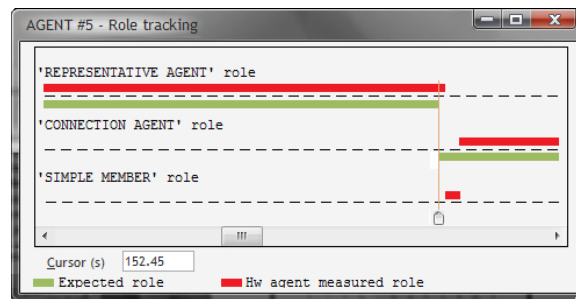 AGENT #5 - Role tracking
'REPRESENTATIVE AGENT' role
'CONNECTION AGENT' role
'SIMPLE MEMBER' role
Cursor (s) 152.45
Expected role Hw agent measured role